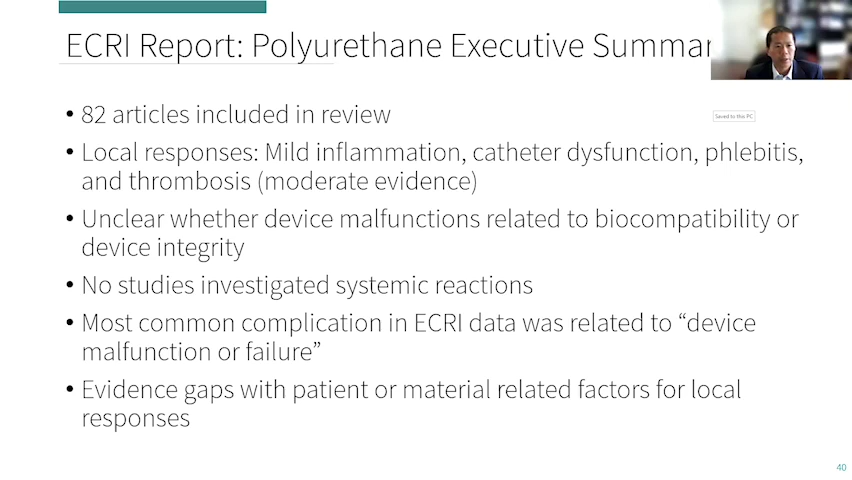 ECRI Report: Polyurethane Executive
• 82 articles included in review
Saved to this PC
• Local responses: Mild inflammation, catheter dysfunction, phlebitis,
and thrombosis (moderate evidence)
• Unclear whether device malfunctions related to biocompatibility or
device integrity
• No studies investigated systemic reactions
• Most common complication in ECRI data was related to “device
malfunction or failure”
• Evidence gaps with patient or material related factors for local
responses
40